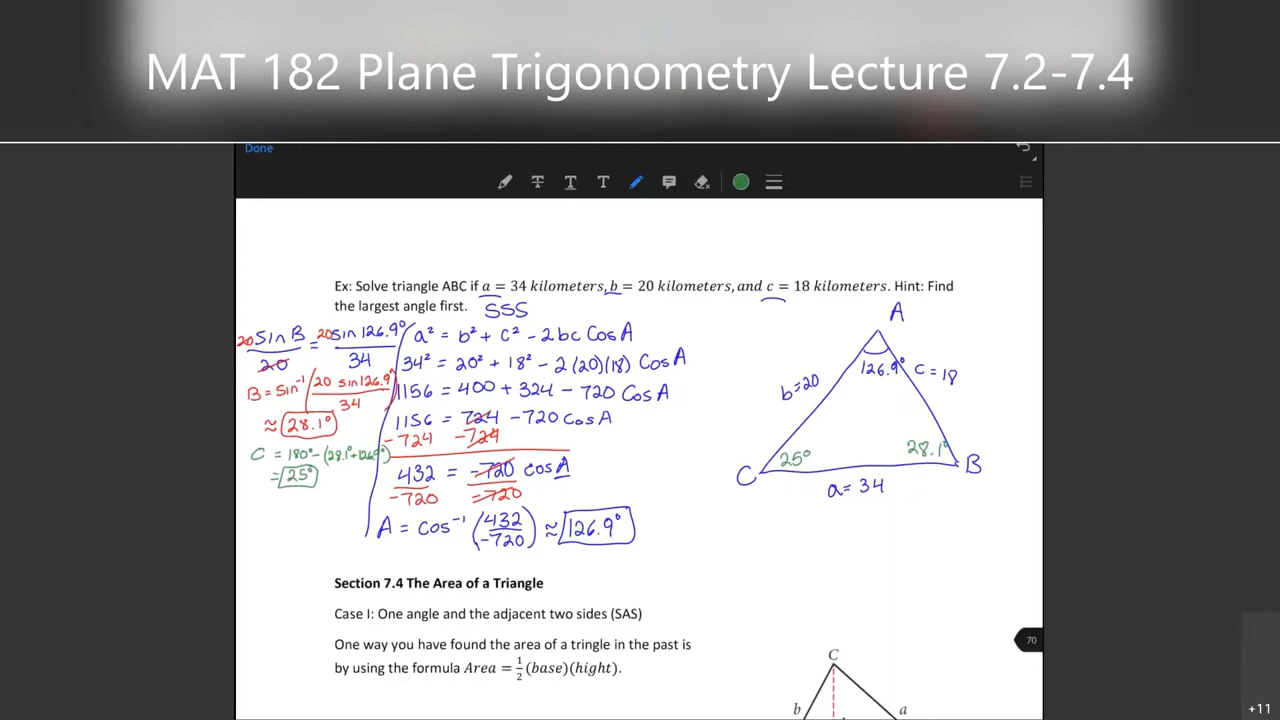 MAT 182 Plane Trigonometry Lecture 7.2-7.4
Done
Ex: Solve triangle ABC if a = 34 kilometers, b = 20 kilometers, and c = 18 kilometers. Hint: Find
the largest angle first. SSS
20 Sin B / 20 = 20 sin 126.9° / 34
B = Sin⁻¹ ( 20 sin 126.9° / 34
≈ 28.1°
C = 180° - (28.1° + 126.9°)
= 25°
a² = b² + c² - 2bc Cos A
34² = 20² + 18² - 2(20)(18) Cos A
1156 = 400 + 324 - 720 Cos A
1156 = 724 - 720 Cos A
-724 -724
432 = -720 cos A
-720 -720
A = cos⁻¹ (432 / -720) ≈ 126.9°
A
126.9°
b = 20
c = 18
25°
28.1°
C
B
a = 34
Section 7.4 The Area of a Triangle
Case I: One angle and the adjacent two sides (SAS)
One way you have found the area of a tringle in the past is
by using the formula Area = 1/2 (base)(hight).
70
C
b
a
+11